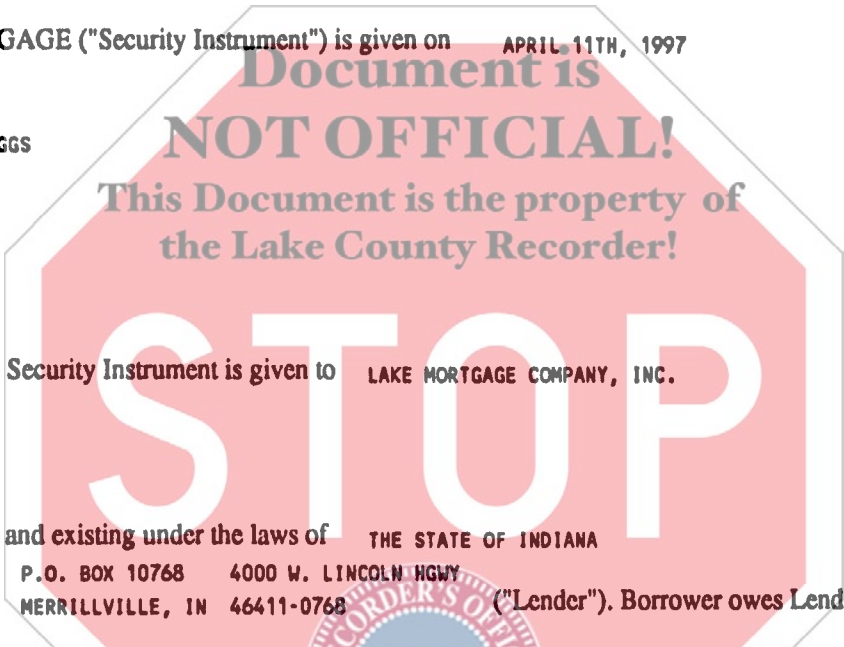 GAGE ("Security Instrument") is given on APRIL 11TH, 1997
Document is
NOT OFFICIAL!
GGS
This Document is the property of
the Lake County Recorder!
STOP
Security Instrument is given to LAKE MORTGAGE COMPANY, INC.
and existing under the laws of THE STATE OF INDIANA
P.O. BOX 10768 4000 W. LINCOLN HGWY
MERRILLVILLE, IN 46411-0768 ("Lender"). Borrower owes Lend
CORDER'S OFFI